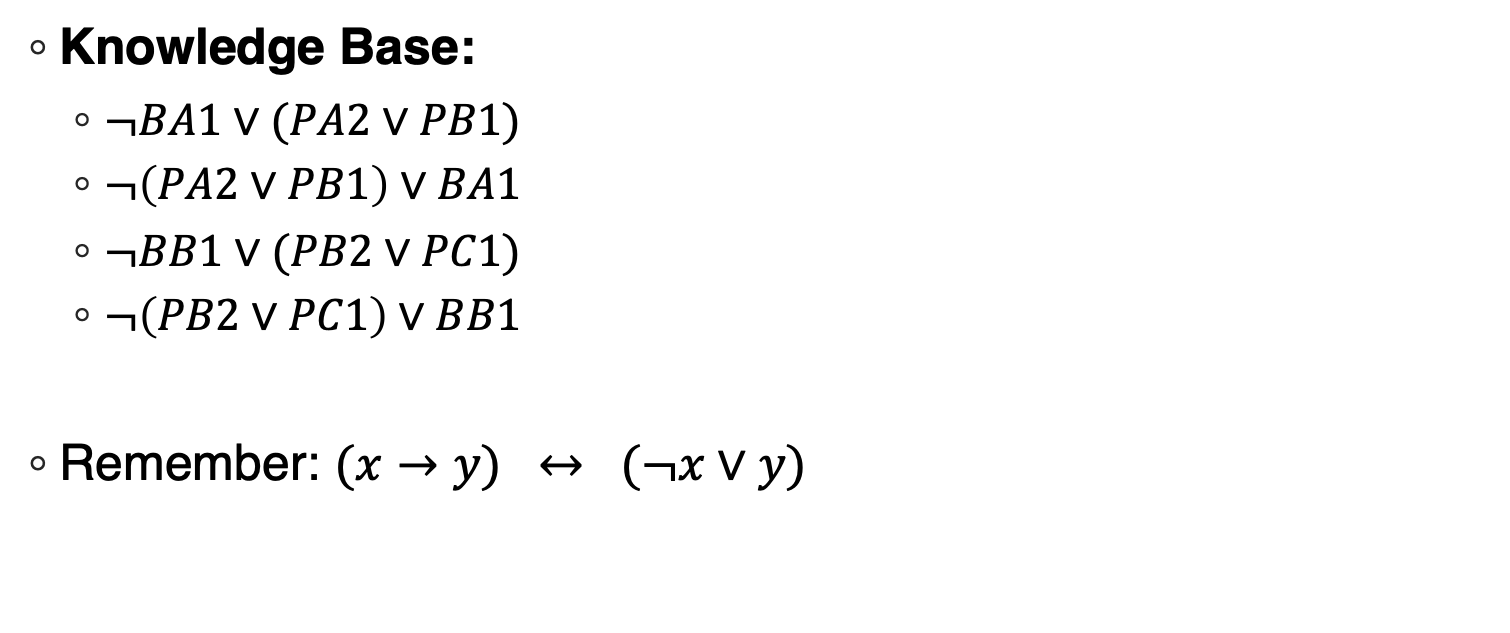 ◦ Knowledge Base:
◦ ¬BA1 ∨ (PA2 ∨ PB1)
◦ ¬(PA2 ∨ PB1) ∨ BA1
◦ ¬BB1 ∨ (PB2 ∨ PC1)
◦ ¬(PB2 ∨ PC1) ∨ BB1
◦ Remember: (x → y) ↔ (¬x ∨ y)